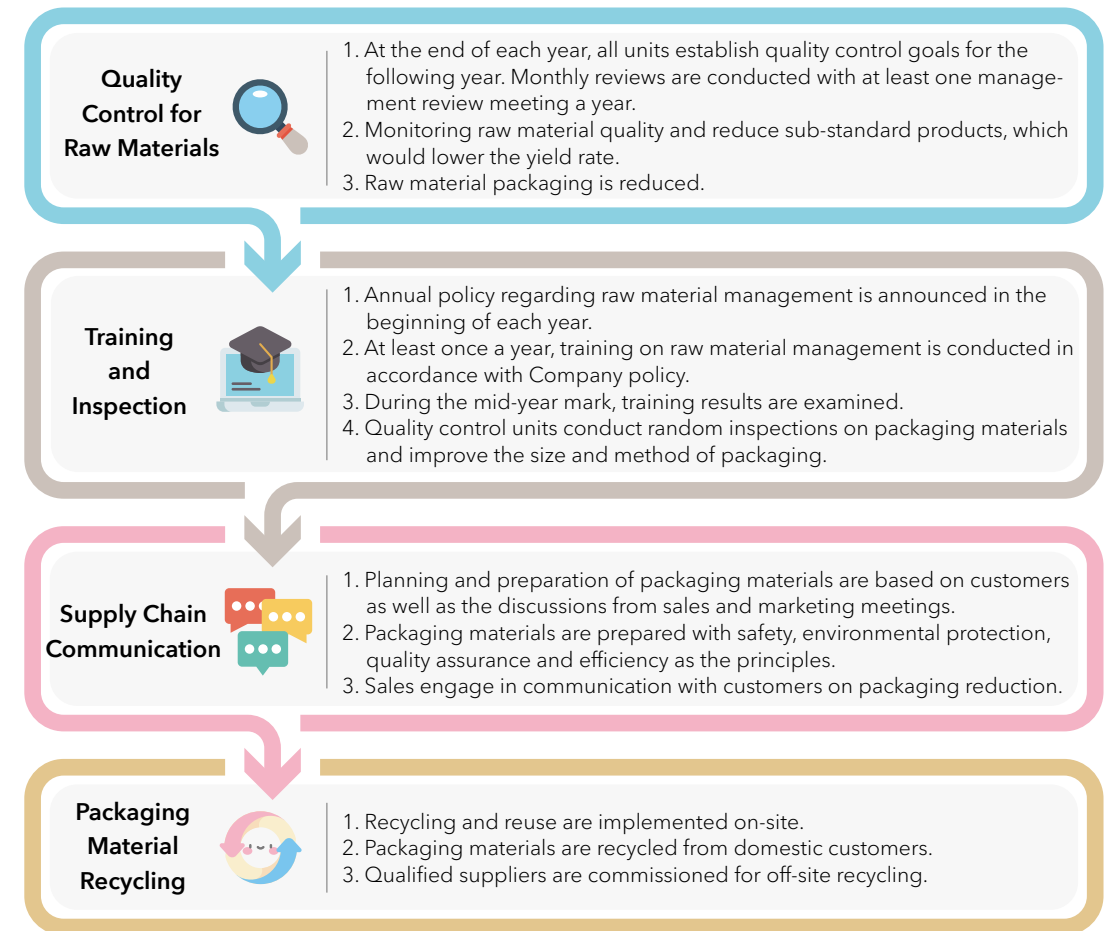 Quality
Control for
Raw Materials
1. At the end of each year, all units establish quality control goals for the
following year. Monthly reviews are conducted with at least one manage-
ment review meeting a year.
2. Monitoring raw material quality and reduce sub-standard products, which
would lower the yield rate.
3. Raw material packaging is reduced.
Training
and
Inspection
1. Annual policy regarding raw material management is announced in the
beginning of each year.
2. At least once a year, training on raw material management is conducted in
accordance with Company policy.
3. During the mid-year mark, training results are examined.
4. Quality control units conduct random inspections on packaging materials
and improve the size and method of packaging.
Supply Chain
Communication
1. Planning and preparation of packaging materials are based on customers
as well as the discussions from sales and marketing meetings.
2. Packaging materials are prepared with safety, environmental protection,
quality assurance and efficiency as the principles.
3. Sales engage in communication with customers on packaging reduction.
Packaging
Material
Recycling
1. Recycling and reuse are implemented on-site.
2. Packaging materials are recycled from domestic customers.
3. Qualified suppliers are commissioned for off-site recycling.